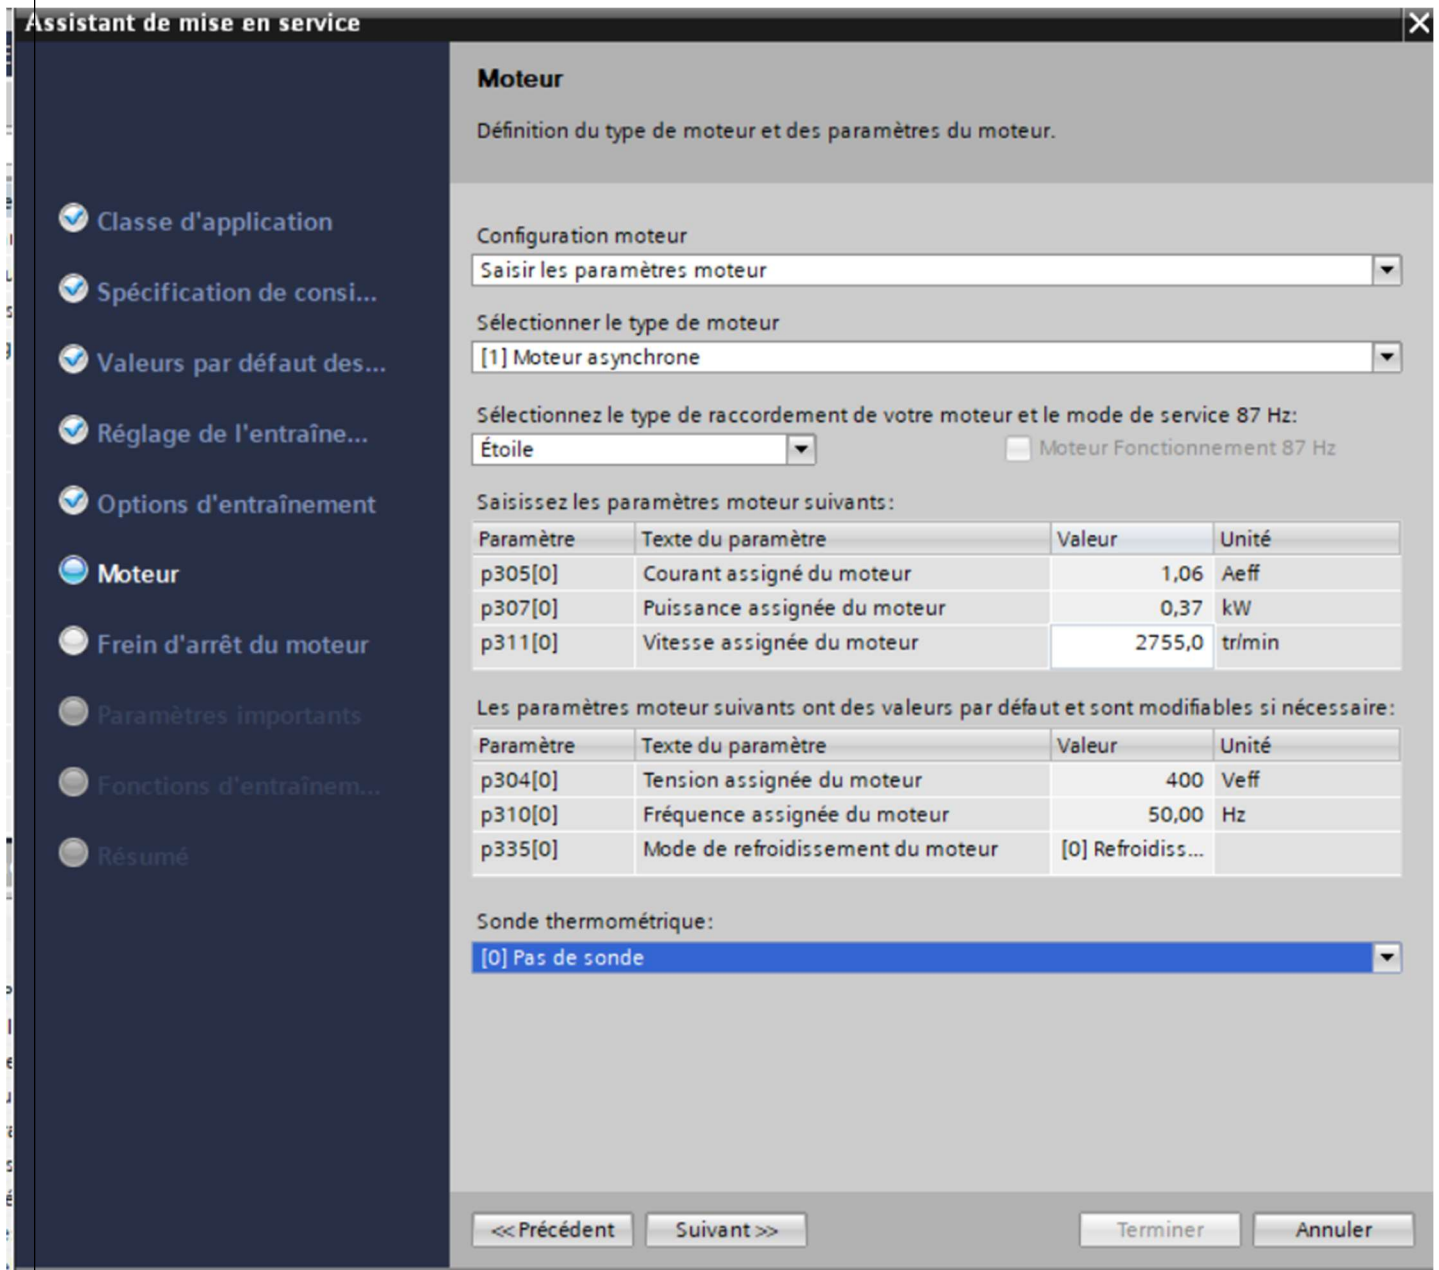 Assistant de mise en service
Moteur
Définition du type de moteur et des paramètres du moteur.
Classe d'application
Spécification de consi...
Valeurs par défaut des...
Réglage de l'entraîne...
Options d'entraînement
Moteur
Frein d'arrêt du moteur
Paramètres importants
Fonctions d'entraînem...
Résumé
Configuration moteur
Saisir les paramètres moteur
Sélectionner le type de moteur
[1] Moteur asynchrone
Sélectionnez le type de raccordement de votre moteur et le mode de service 87 Hz:
Étoile Moteur Fonctionnement 87 Hz
Saisissez les paramètres moteur suivants:
Paramètre Texte du paramètre Valeur Unité
p305[0] Courant assigné du moteur 1,06 Aeff
p307[0] Puissance assignée du moteur 0,37 kW
p311[0] Vitesse assignée du moteur 2755,0 tr/min
Les paramètres moteur suivants ont des valeurs par défaut et sont modifiables si nécessaire:
Paramètre Texte du paramètre Valeur Unité
p304[0] Tension assignée du moteur 400 Veff
p310[0] Fréquence assignée du moteur 50,00 Hz
p335[0] Mode de refroidissement du moteur [0] Refroidiss...
Sonde thermométrique:
[0] Pas de sonde
<<Précédent Suivant>> Terminer Annuler